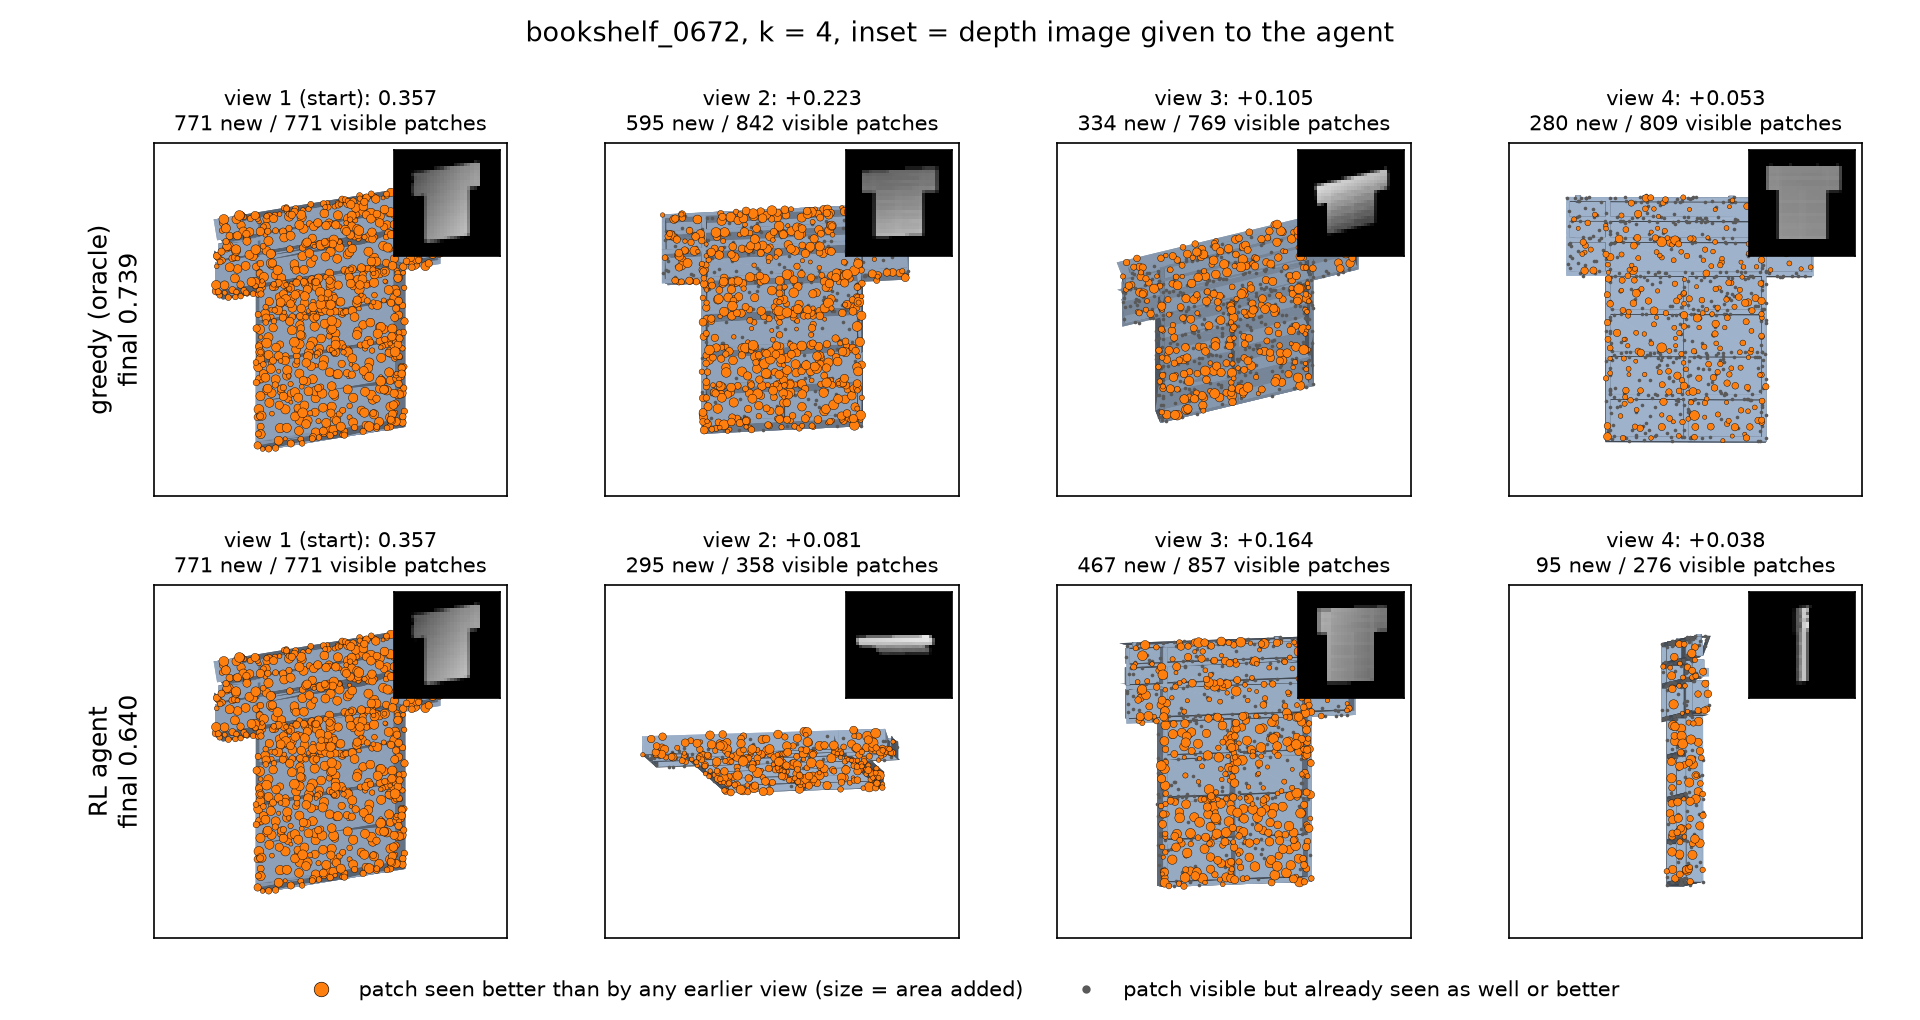 bookshelf_0672, k = 4, inset = depth image given to the agent
view 1 (start): 0.357
771 new / 771 visible patches
view 2: +0.223
595 new / 842 visible patches
view 3: +0.105
334 new / 769 visible patches
view 4: +0.053
280 new / 809 visible patches
greedy (oracle)
final 0.739
view 1 (start): 0.357
771 new / 771 visible patches
view 2: +0.081
295 new / 358 visible patches
view 3: +0.164
467 new / 857 visible patches
view 4: +0.038
95 new / 276 visible patches
RL agent
final 0.640
patch seen better than by any earlier view (size = area added)
patch visible but already seen as well or better